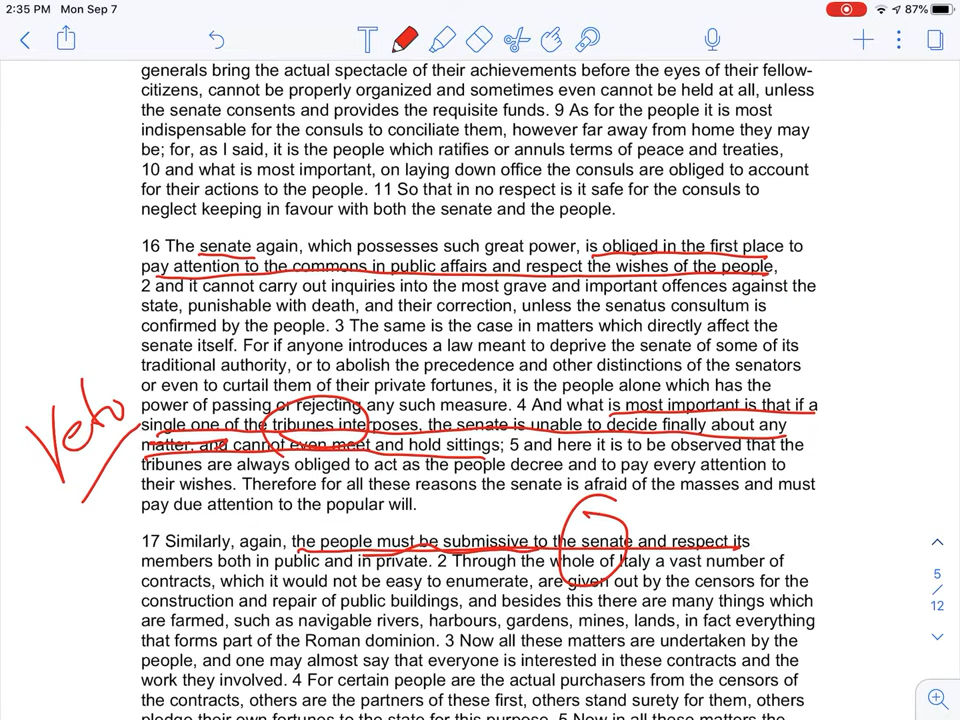 2:35 PM Mon Sep 7
87%
T
generals bring the actual spectacle of their achievements before the eyes of their fellow-
citizens, cannot be properly organized and sometimes even cannot be held at all, unless
the senate consents and provides the requisite funds. 9 As for the people it is most
indispensable for the consuls to conciliate them, however far away from home they may
be; for, as I said, it is the people which ratifies or annuls terms of peace and treaties,
10 and what is most important, on laying down office the consuls are obliged to account
for their actions to the people. 11 So that in no respect is it safe for the consuls to
neglect keeping in favour with both the senate and the people.
16 The senate again, which possesses such great power, is obliged in the first place to
pay attention to the commons in public affairs and respect the wishes of the people,
2 and it cannot carry out inquiries into the most grave and important offences against the
state, punishable with death, and their correction, unless the senatus consultum is
confirmed by the people. 3 The same is the case in matters which directly affect the
senate itself. For if anyone introduces a law meant to deprive the senate of some of its
traditional authority, or to abolish the precedence and other distinctions of the senators
or even to curtail them of their private fortunes, it is the people alone which has the
power of passing or rejecting any such measure. 4 And what is most important is that if a
single one of the tribunes interposes, the senate is unable to decide finally about any
matter, and cannot even meet and hold sittings; 5 and here it is to be observed that the
tribunes are always obliged to act as the people decree and to pay every attention to
their wishes. Therefore for all these reasons the senate is afraid of the masses and must
pay due attention to the popular will.
Veto
17 Similarly, again, the people must be submissive to the senate and respect its
members both in public and in private. 2 Through the whole of Italy a vast number of
contracts, which it would not be easy to enumerate, are given out by the censors for the
construction and repair of public buildings, and besides this there are many things which
are farmed, such as navigable rivers, harbours, gardens, mines, lands, in fact everything
that forms part of the Roman dominion. 3 Now all these matters are undertaken by the
people, and one may almost say that everyone is interested in these contracts and the
work they involved. 4 For certain people are the actual purchasers from the censors of
the contracts, others are the partners of these first, others stand surety for them, others
pledge their own fortunes to the state for this purpose. 5 Now in all these matters the
5
/
12